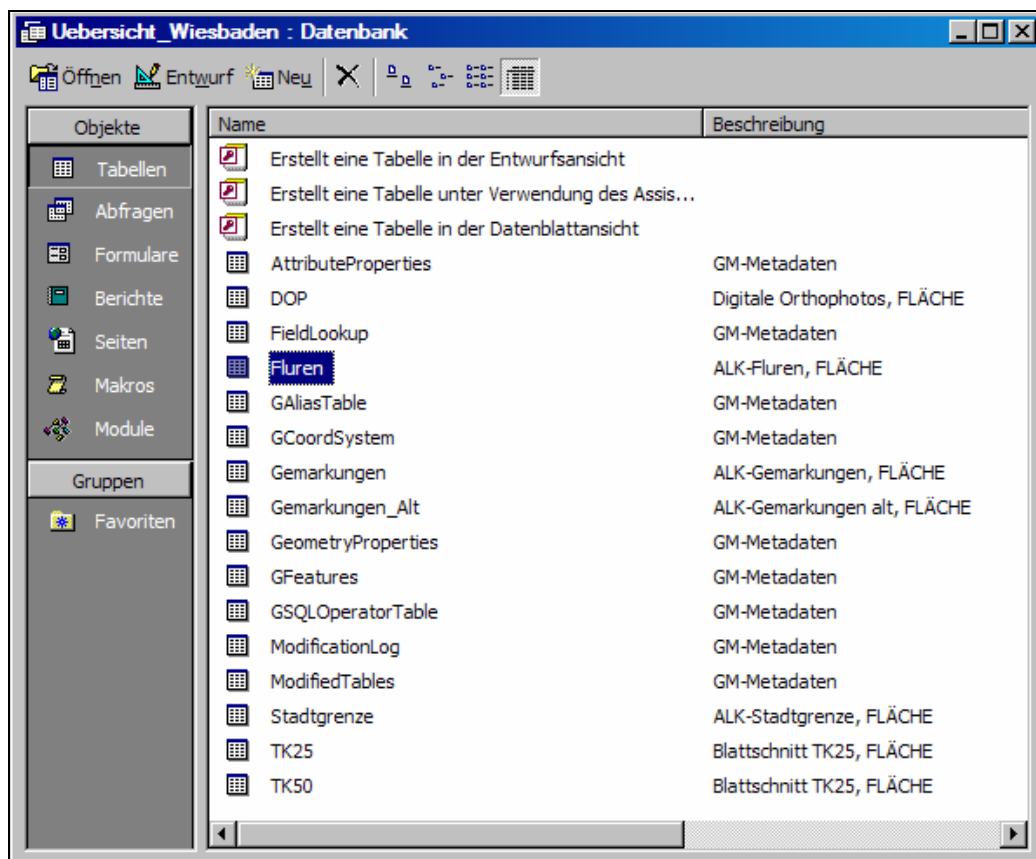 Uebersicht_Wiesbaden : Datenbank
Öffnen Entwurf Neu
Objekte
Tabellen
Abfragen
Formulare
Berichte
Seiten
Makros
Module
Gruppen
Favoriten
Name Beschreibung
Erstellt eine Tabelle in der Entwurfsansicht
Erstellt eine Tabelle unter Verwendung des Assis...
Erstellt eine Tabelle in der Datenblattansicht
AttributeProperties GM-Metadaten
DOP Digitale Orthophotos, FLÄCHE
FieldLookup GM-Metadaten
Fluren ALK-Fluren, FLÄCHE
GAliasTable GM-Metadaten
GCoordSystem GM-Metadaten
Gemarkungen ALK-Gemarkungen, FLÄCHE
Gemarkungen_Alt ALK-Gemarkungen alt, FLÄCHE
GeometryProperties GM-Metadaten
GFeatures GM-Metadaten
GSQLOperatorTable GM-Metadaten
ModificationLog GM-Metadaten
ModifiedTables GM-Metadaten
Stadtgrenze ALK-Stadtgrenze, FLÄCHE
TK25 Blattschnitt TK25, FLÄCHE
TK50 Blattschnitt TK25, FLÄCHE